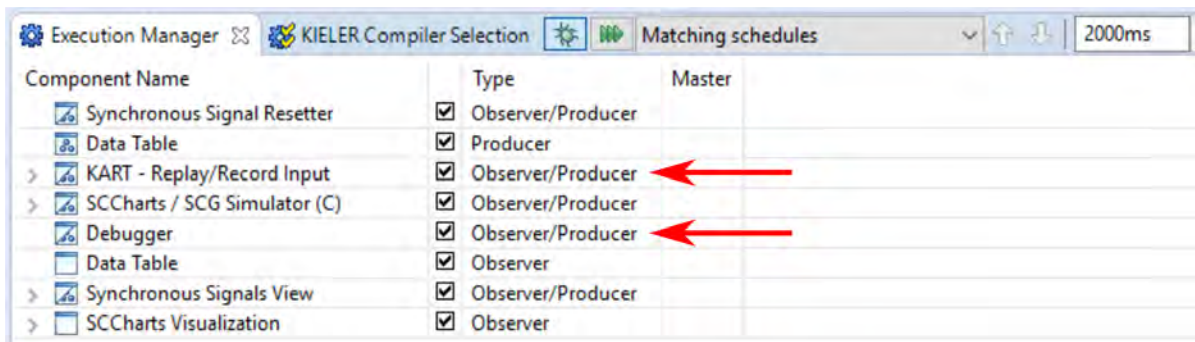 Execution Manager KIELER Compiler Selection Matching schedules 2000ms
Component Name Type Master
Synchronous Signal Resetter Observer/Producer
Data Table Producer
KART - Replay/Record Input Observer/Producer
SCCharts / SCG Simulator (C) Observer/Producer
Debugger Observer/Producer
Data Table Observer
Synchronous Signals View Observer/Producer
SCCharts Visualization Observer